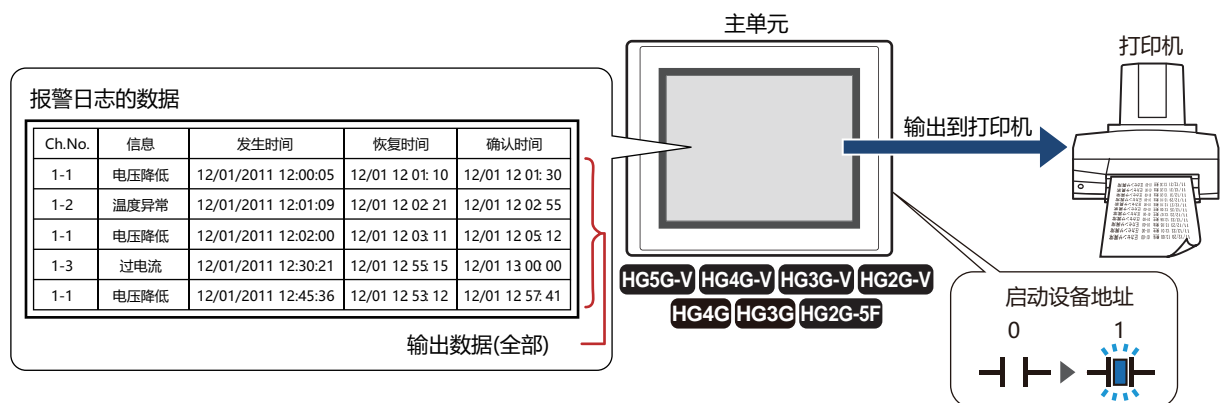 主单元
打印机
报警日志的数据
输出到打印机
Ch.No. 信息 发生时间 恢复时间 确认时间
1-1 电压降低 12/01/2011 12:00:05 12/01 12 01: 10 12/01 12 01: 30
1-2 温度异常 12/01/2011 12:01:09 12/01 12 02: 21 12/01 12 02: 55
1-1 电压降低 12/01/2011 12:02:00 12/01 12 03: 11 12/01 12 05: 12
1-3 过电流 12/01/2011 12:30:21 12/01 12 55: 15 12/01 13 00: 00
1-1 电压降低 12/01/2011 12:45:36 12/01 12 53: 12 12/01 12 57: 41
输出数据(全部)
HG5G-V HG4G-V HG3G-V HG2G-V
HG4G HG3G HG2G-5F
启动设备地址
0 1